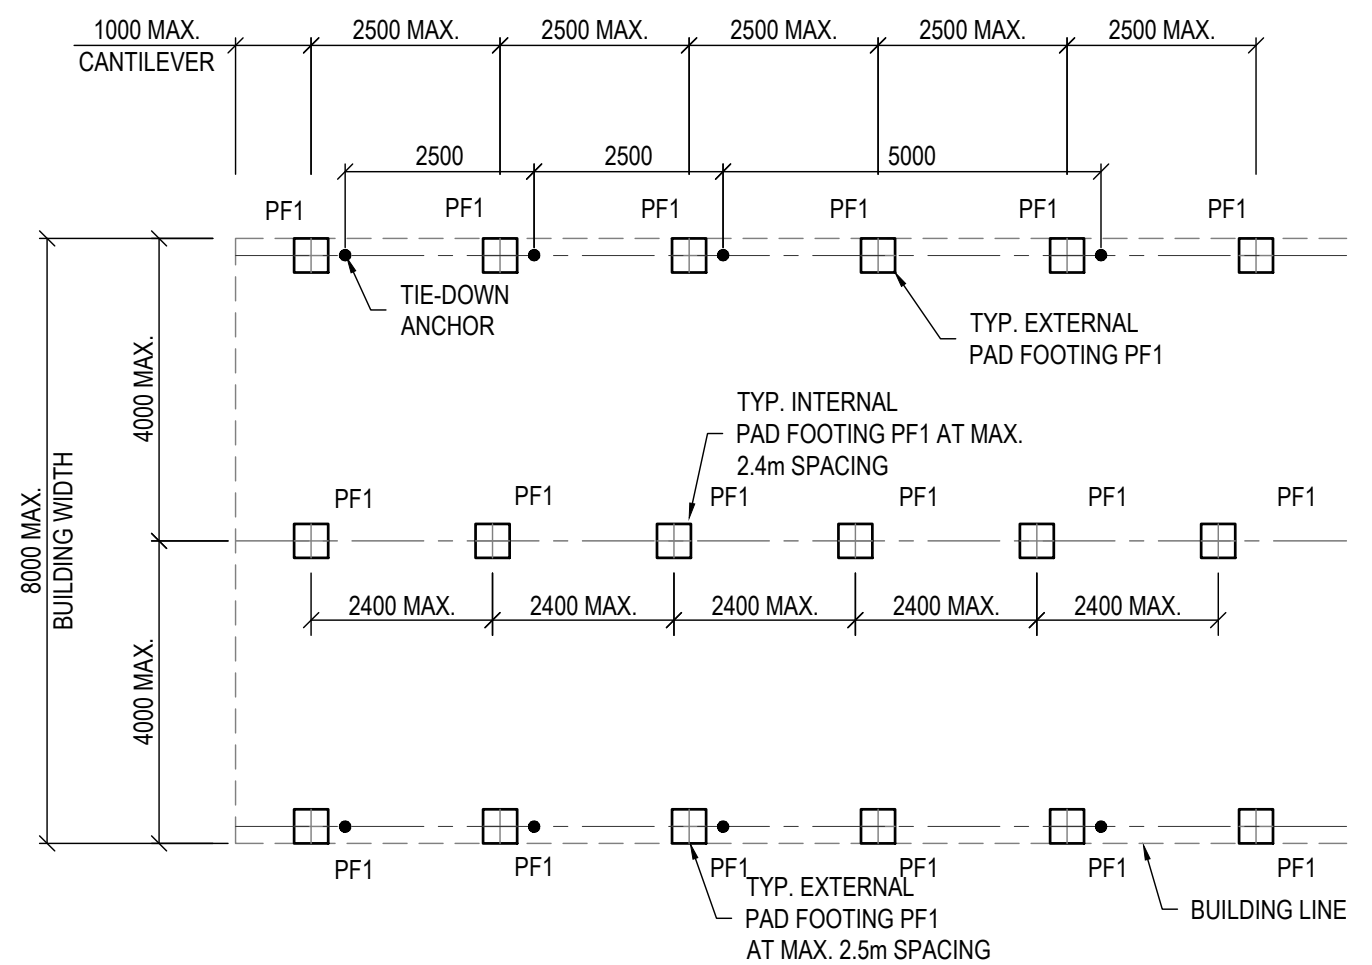 1000 MAX.
CANTILEVER
2500 MAX.
2500 MAX.
2500 MAX.
2500 MAX.
2500 MAX.
2500
2500
5000
PF1
PF1
PF1
PF1
PF1
PF1
TIE-DOWN
ANCHOR
TYP. EXTERNAL
PAD FOOTING PF1
4000 MAX.
8000 MAX.
BUILDING WIDTH
4000 MAX.
TYP. INTERNAL
PAD FOOTING PF1 AT MAX.
2.4m SPACING
PF1
PF1
PF1
PF1
PF1
PF1
2400 MAX.
2400 MAX.
2400 MAX.
2400 MAX.
2400 MAX.
PF1
PF1
PF1
PF1
PF1
PF1
TYP. EXTERNAL
PAD FOOTING PF1
AT MAX. 2.5m SPACING
BUILDING LINE